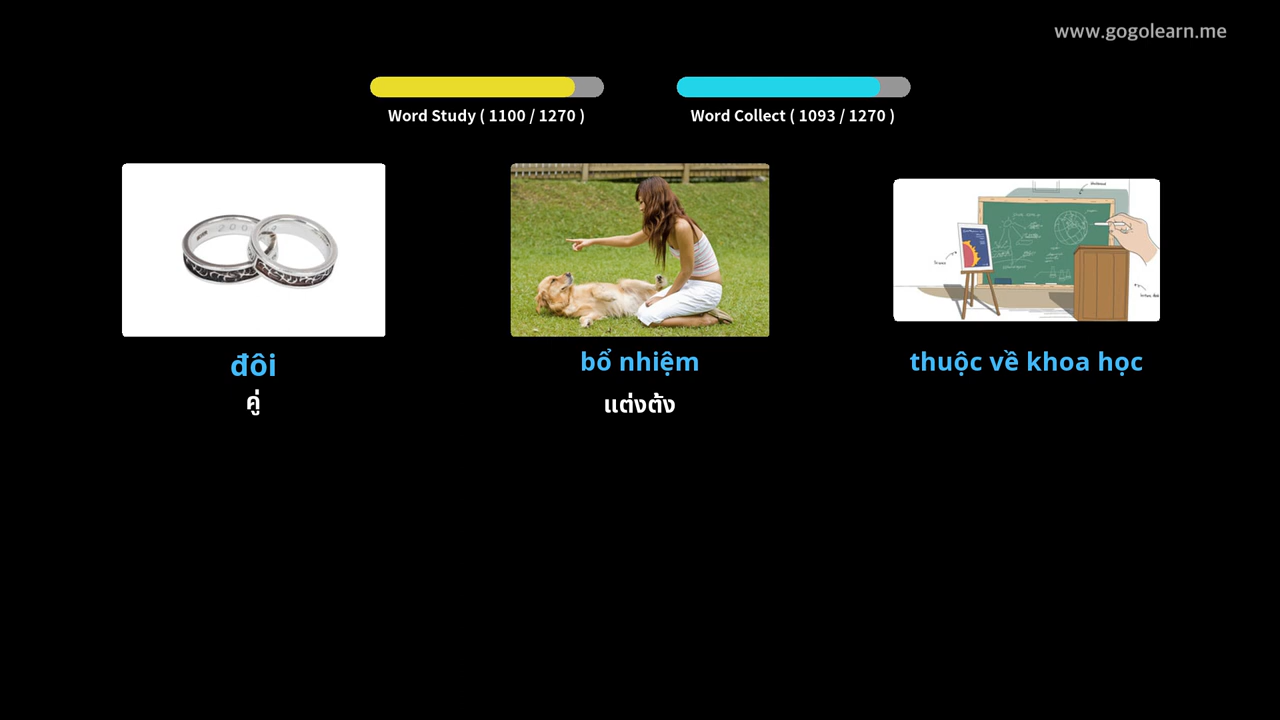 www.gogolearn.me
Word Study ( 1100 / 1270 )
Word Collect ( 1093 / 1270 )
đôi
คู่
bổ nhiệm
แต่งตั้ง
thuộc về khoa học